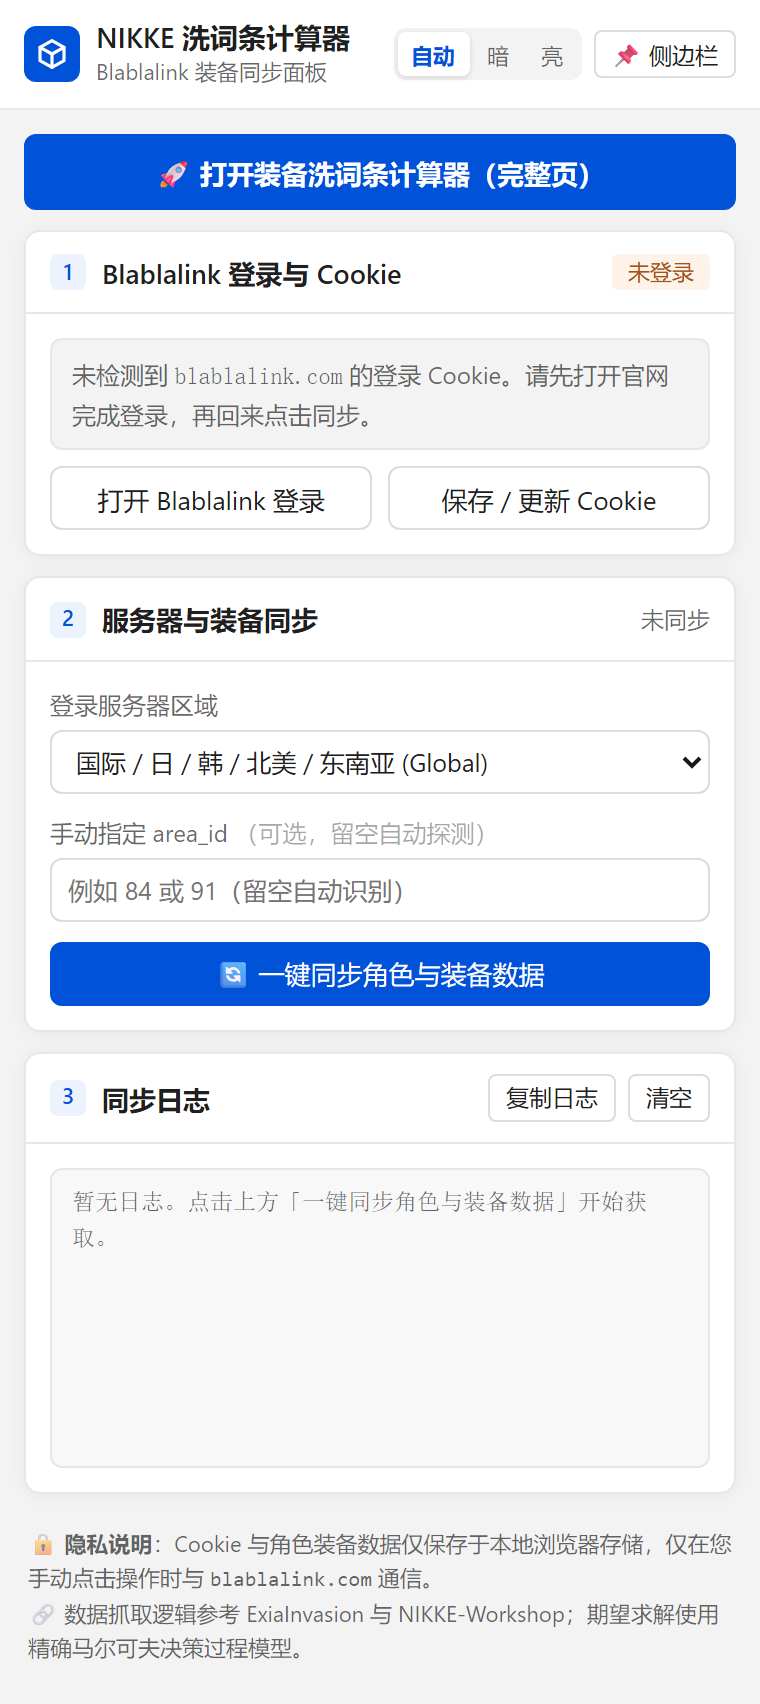 NIKKE 洗词条计算器
Blablalink 装备同步面板
自动 暗 亮
📌 侧边栏
🚀 打开装备洗词条计算器（完整页）
1 Blablalink 登录与 Cookie 未登录
未检测到 blablalink.com 的登录 Cookie。请先打开官网
完成登录，再回来点击同步。
打开 Blablalink 登录
保存 / 更新 Cookie
2 服务器与装备同步 未同步
登录服务器区域
国际 / 日 / 韩 / 北美 / 东南亚 (Global)
手动指定 area_id （可选，留空自动探测）
例如 84 或 91（留空自动识别）
🔄 一键同步角色与装备数据
3 同步日志 复制日志 清空
暂无日志。点击上方「一键同步角色与装备数据」开始获
取。
🔒 隐私说明：Cookie 与角色装备数据仅保存于本地浏览器存储，仅在您
手动点击操作时与 blablalink.com 通信。
🔗 数据抓取逻辑参考 ExiaInvasion 与 NIKKE-Workshop；期望求解使用
精确马尔可夫决策过程模型。